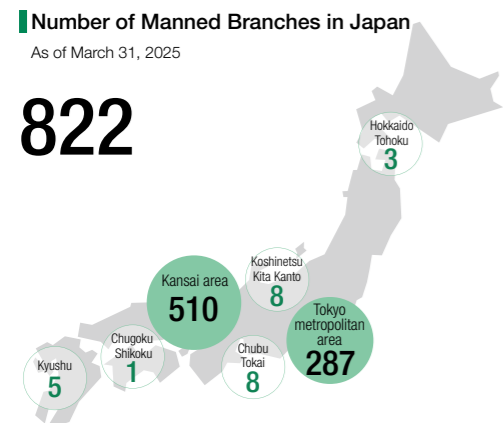 Number of Manned Branches in Japan
As of March 31, 2025
822
Hokkaido
Tohoku
3
Koshinetsu
Kita Kanto
8
Kansai area
510
Tokyo
metropolitan
area
287
Chubu
Tokai
8
Chugoku
Shikoku
1
Kyushu
5